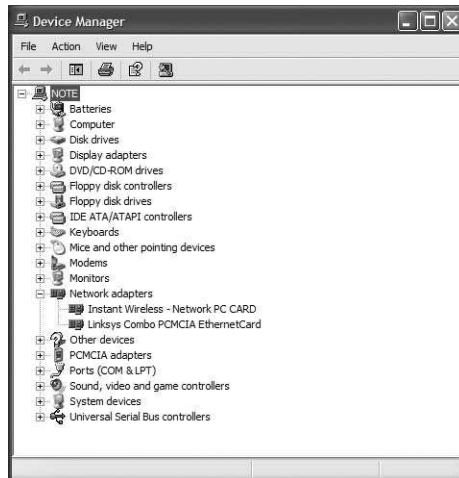 Device Manager
File Action View Help
NOTE
Batteries
Computer
Disk drives
Display adapters
DVD/CD-ROM drives
Floppy disk controllers
Floppy disk drives
IDE ATA/ATAPI controllers
Keyboards
Mice and other pointing devices
Modems
Monitors
Network adapters
Instant Wireless - Network PC CARD
Linksys Combo PCMCIA EthernetCard
Other devices
PCMCIA adapters
Ports (COM & LPT)
Sound, video and game controllers
System devices
Universal Serial Bus controllers